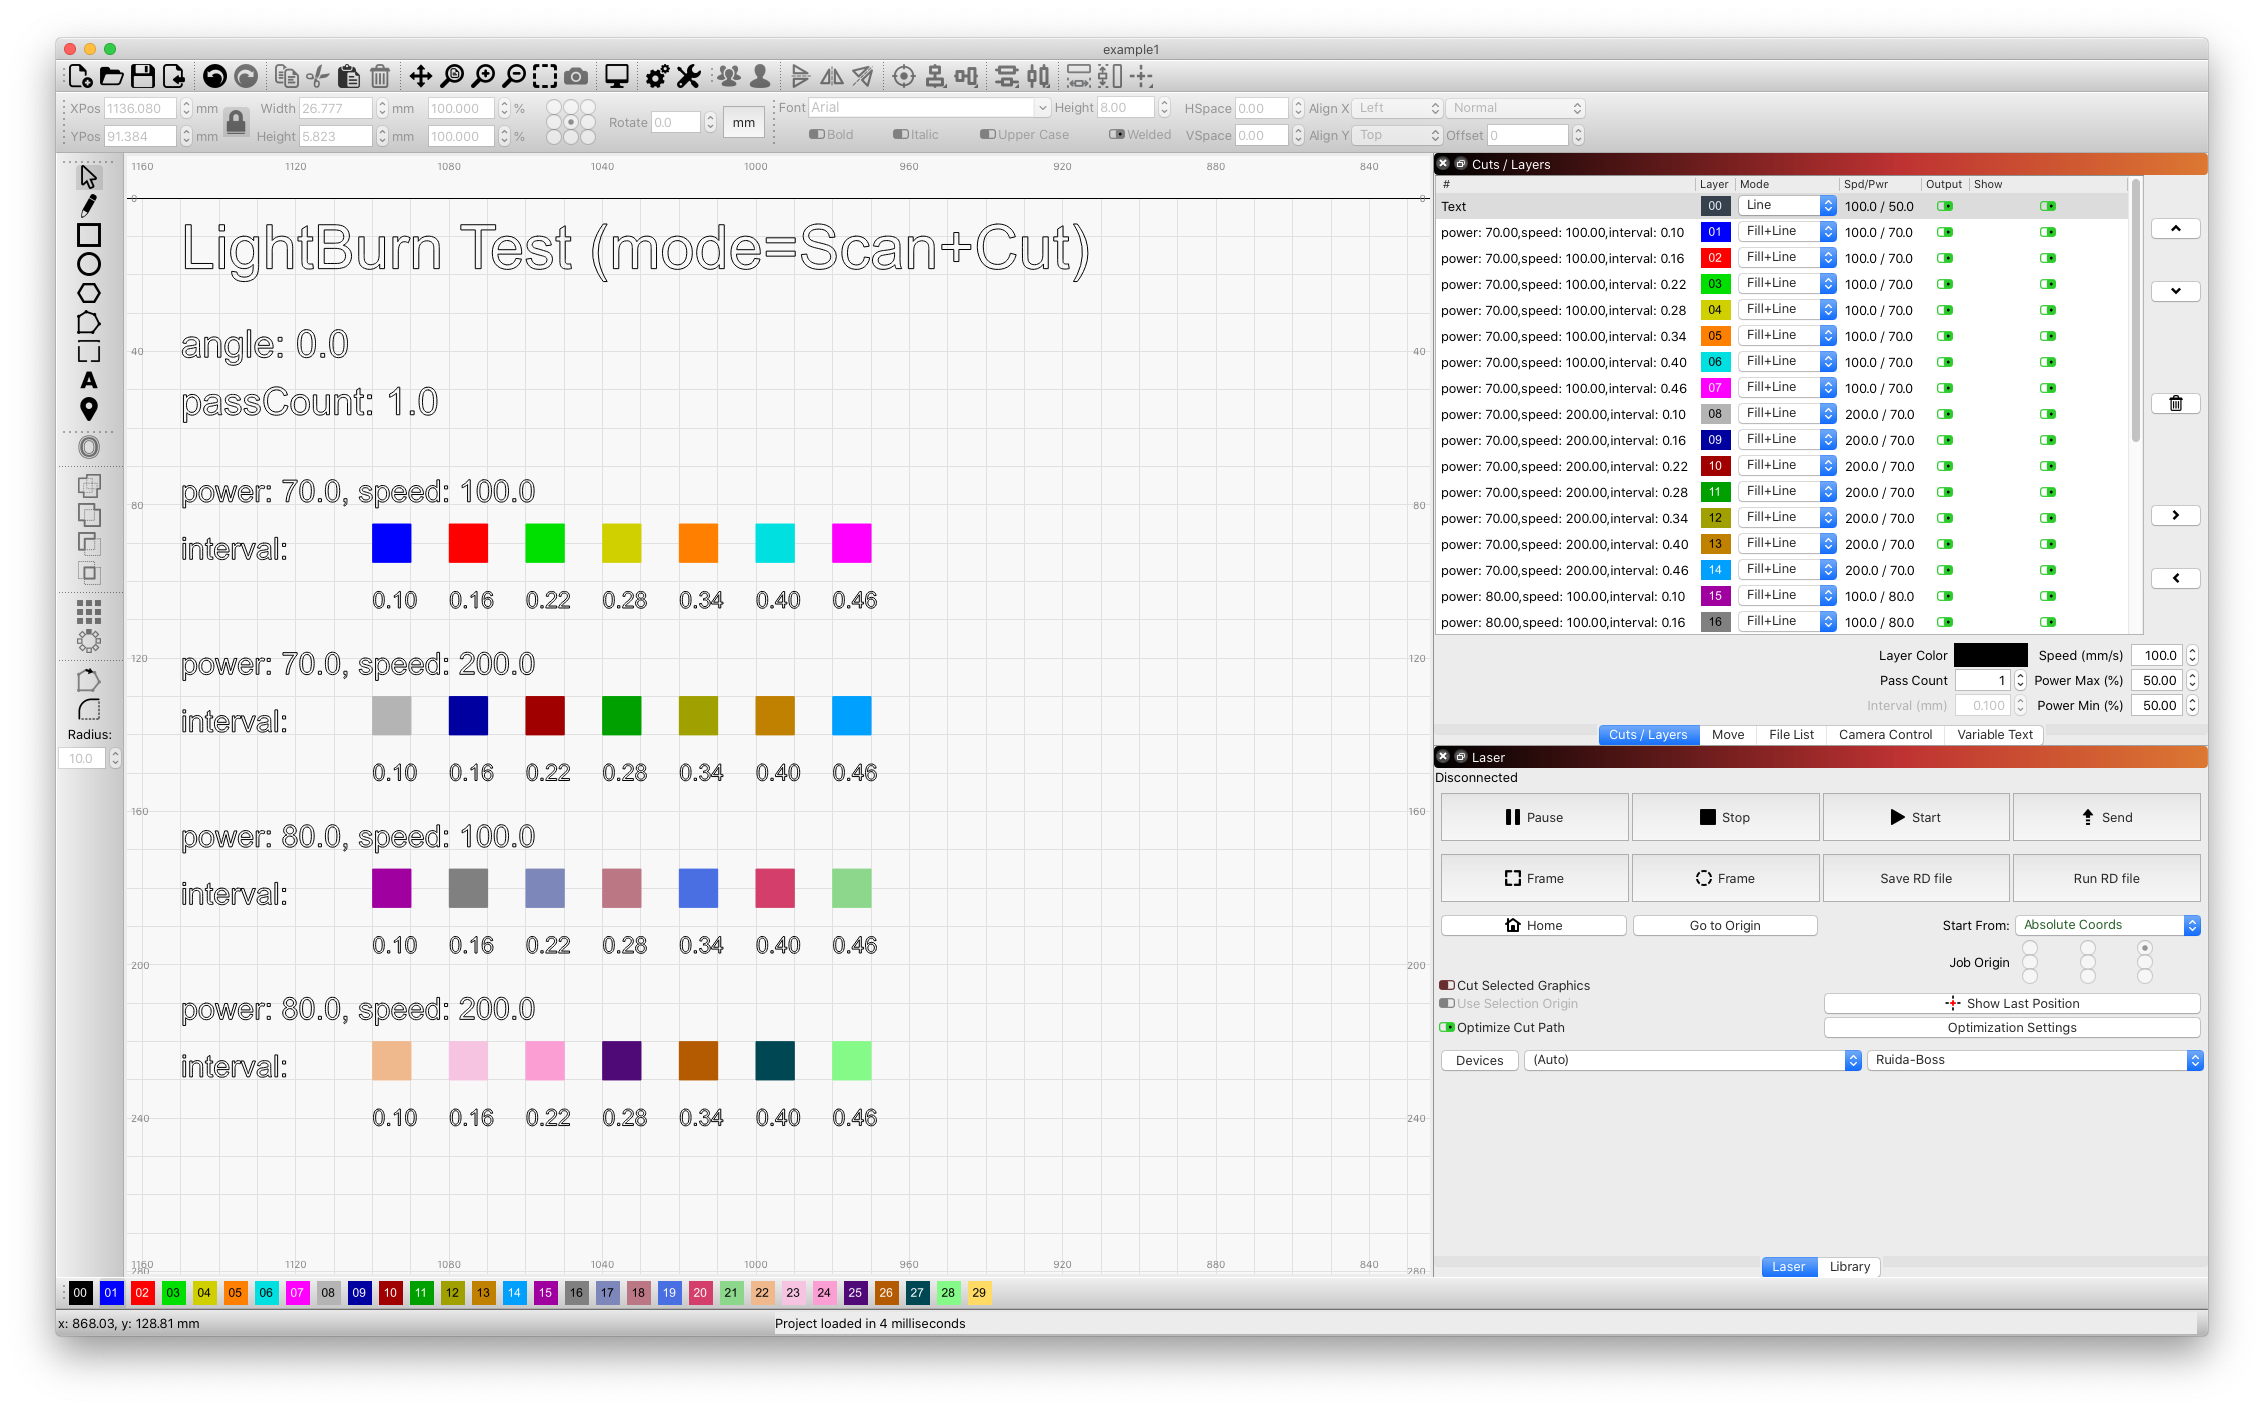 example1
XPos 1136.080 mm Width 26.777 mm 100.000 %
YPos 91.384 mm Height 5.823 mm 100.000 %
Rotate 0.0 mm
Font Arial Height 8.00 HSpace 0.00 Align X Left Normal
Bold Italic Upper Case Welded VSpace 0.00 Align Y Top Offset 0
Radius:
10.0
1160 1120 1080 1040 1000 960 920 880 840
0 0
LightBurn Test (mode=Scan+Cut)
angle: 0.0
40 40
passCount: 1.0
power: 70.0, speed: 100.0
80 80
interval:
0.10 0.16 0.22 0.28 0.34 0.40 0.46
power: 70.0, speed: 200.0
120 120
interval:
0.10 0.16 0.22 0.28 0.34 0.40 0.46
160 160
power: 80.0, speed: 100.0
interval:
0.10 0.16 0.22 0.28 0.34 0.40 0.46
200 200
power: 80.0, speed: 200.0
interval:
0.10 0.16 0.22 0.28 0.34 0.40 0.46
240 240
1160 1120 1080 1040 1000 960 920 880 840
280 280
Cuts / Layers
# Layer Mode Spd/Pwr Output Show
Text 00 Line 100.0 / 50.0
power: 70.00,speed: 100.00,interval: 0.10 01 Fill+Line 100.0 / 70.0
power: 70.00,speed: 100.00,interval: 0.16 02 Fill+Line 100.0 / 70.0
power: 70.00,speed: 100.00,interval: 0.22 03 Fill+Line 100.0 / 70.0
power: 70.00,speed: 100.00,interval: 0.28 04 Fill+Line 100.0 / 70.0
power: 70.00,speed: 100.00,interval: 0.34 05 Fill+Line 100.0 / 70.0
power: 70.00,speed: 100.00,interval: 0.40 06 Fill+Line 100.0 / 70.0
power: 70.00,speed: 100.00,interval: 0.46 07 Fill+Line 100.0 / 70.0
power: 70.00,speed: 200.00,interval: 0.10 08 Fill+Line 200.0 / 70.0
power: 70.00,speed: 200.00,interval: 0.16 09 Fill+Line 200.0 / 70.0
power: 70.00,speed: 200.00,interval: 0.22 10 Fill+Line 200.0 / 70.0
power: 70.00,speed: 200.00,interval: 0.28 11 Fill+Line 200.0 / 70.0
power: 70.00,speed: 200.00,interval: 0.34 12 Fill+Line 200.0 / 70.0
power: 70.00,speed: 200.00,interval: 0.40 13 Fill+Line 200.0 / 70.0
power: 70.00,speed: 200.00,interval: 0.46 14 Fill+Line 200.0 / 70.0
power: 80.00,speed: 100.00,interval: 0.10 15 Fill+Line 100.0 / 80.0
power: 80.00,speed: 100.00,interval: 0.16 16 Fill+Line 100.0 / 80.0
Layer Color Speed (mm/s) 100.0
Pass Count 1 Power Max (%) 50.00
Interval (mm) 0.100 Power Min (%) 50.00
Cuts / Layers Move File List Camera Control Variable Text
Laser
Disconnected
Pause Stop Start Send
Frame Frame Save RD file Run RD file
Home Go to Origin Start From: Absolute Coords
Job Origin
Cut Selected Graphics
Use Selection Origin Show Last Position
Optimize Cut Path Optimization Settings
Devices (Auto) Ruida-Boss
Laser Library
00 01 02 03 04 05 06 07 08 09 10 11 12 13 14 15 16 17 18 19 20 21 22 23 24 25 26 27 28 29
x: 868.03, y: 128.81 mm Project loaded in 4 milliseconds